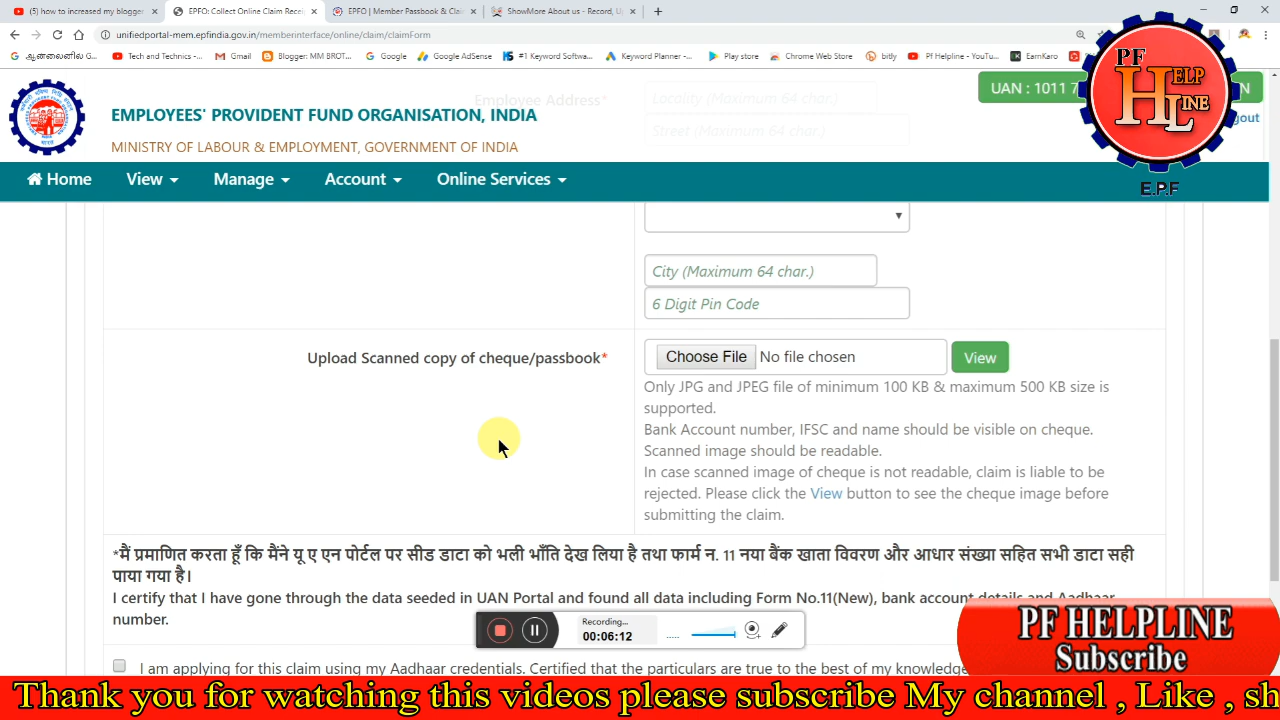 (5) how to increased my blogger
EPFO: Collect Online Claim Recei
EPFO | Member Passbook & Clai
ShowMore About us - Record, U
unifiedportal-mem.epfindia.gov.in/memberinterface/online/claim/claimForm
Tech and Technics -...
Gmail
Blogger: MM BROT...
Google
Google AdSense
#1 Keyword Softwar...
Keyword Planner -...
Play store
Chrome Web Store
bitly
Pf Helpline - YouTu...
EarnKaro
PF
HELP
LINE
H
L
E.P.F
EMPLOYEES' PROVIDENT FUND ORGANISATION, INDIA
MINISTRY OF LABOUR & EMPLOYMENT, GOVERNMENT OF INDIA
UAN : 1011 7
Employee Address*
Locality (Maximum 64 char.)
Street (Maximum 64 char.)
Home View Manage Account Online Services
City (Maximum 64 char.)
6 Digit Pin Code
Upload Scanned copy of cheque/passbook*
Choose File No file chosen View
Only JPG and JPEG file of minimum 100 KB & maximum 500 KB size is
supported.
Bank Account number, IFSC and name should be visible on cheque.
Scanned image should be readable.
In case scanned image of cheque is not readable, claim is liable to be
rejected. Please click the View button to see the cheque image before
submitting the claim.
*मैं प्रमाणित करता हूँ कि मैंने यू ए एन पोर्टल पर सीड डाटा को भली भाँति देख लिया है तथा फार्म न. 11 नया बैंक खाता विवरण और आधार संख्या सहित सभी डाटा सही
पाया गया है।
I certify that I have gone through the data seeded in UAN Portal and found all data including Form No.11(New), bank account details and Aadhaar
number.
Recording...
00:06:12
I am applying for this claim using my Aadhaar credentials. Certified that the particulars are true to the best of my knowledge
PF HELPLINE
Subscribe
Thank you for watching this videos please subscribe My channel , Like , sh